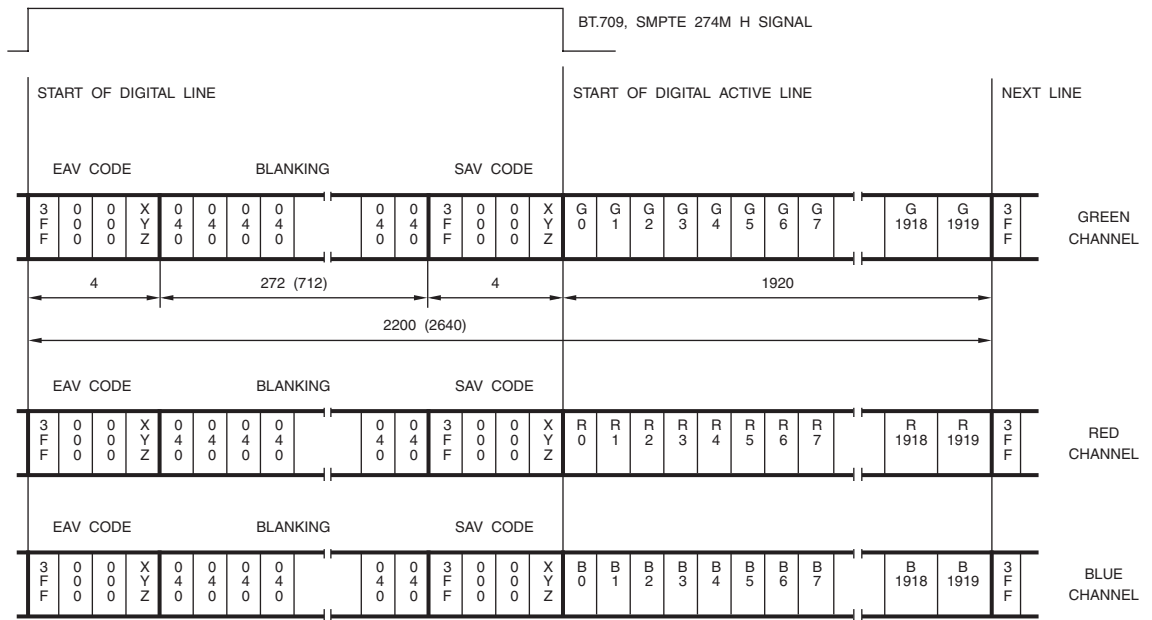 BT.709, SMPTE 274M H SIGNAL
START OF DIGITAL LINE START OF DIGITAL ACTIVE LINE NEXT LINE
EAV CODE BLANKING SAV CODE
3FF 000 000 XYZ 040 040 040 040 040 040 3FF 000 000 XYZ G0 G1 G2 G3 G4 G5 G6 G7 G1918 G1919 3FF GREEN CHANNEL
4 272 (712) 4 1920
2200 (2640)
EAV CODE BLANKING SAV CODE
3FF 000 000 XYZ 040 040 040 040 040 040 3FF 000 000 XYZ R0 R1 R2 R3 R4 R5 R6 R7 R1918 R1919 3FF RED CHANNEL
EAV CODE BLANKING SAV CODE
3FF 000 000 XYZ 040 040 040 040 040 040 3FF 000 000 XYZ B0 B1 B2 B3 B4 B5 B6 B7 B1918 B1919 3FF BLUE CHANNEL